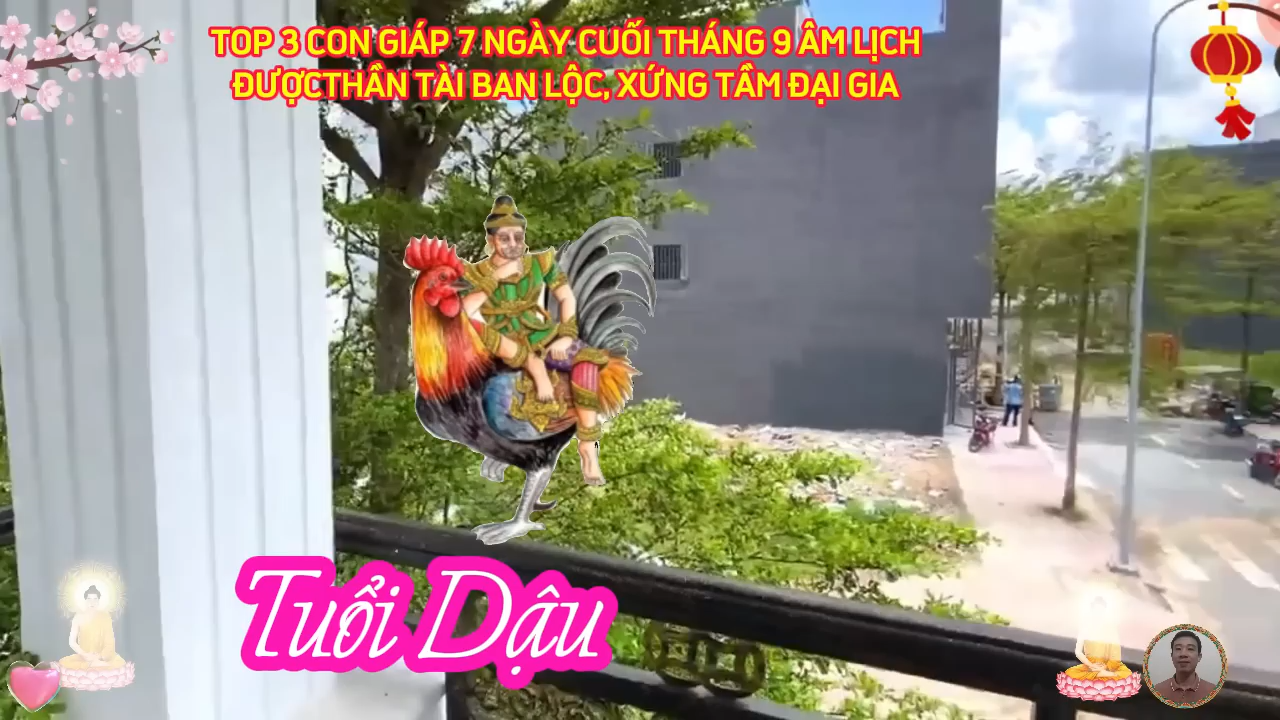 TOP 3 CON GIÁP 7 NGÀY CUỐI THÁNG 9 ÂM LỊCH
ĐƯỢCTHẦN TÀI BAN LỘC, XỨNG TẦM ĐẠI GIA
Tuổi Dậu